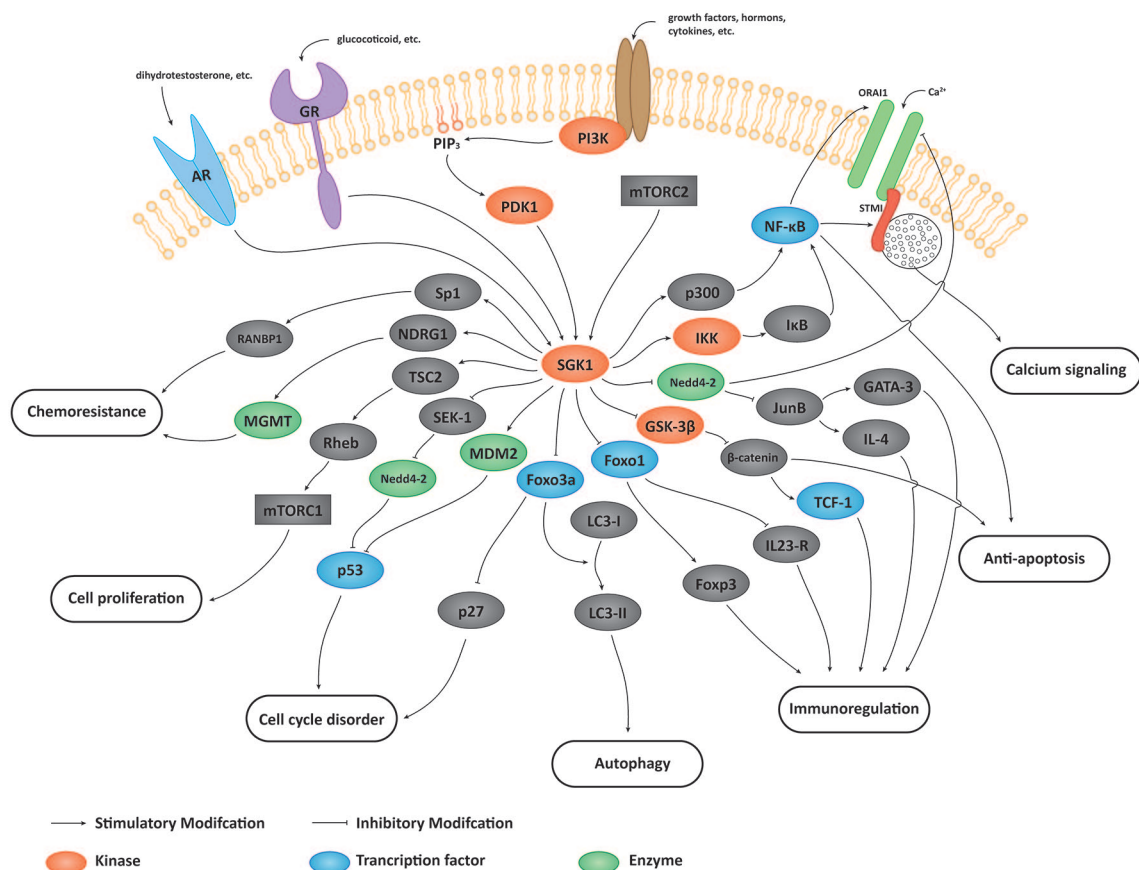 growth factors, hormons,
cytokines, etc.
glucocoticoid, etc.
dihydrotestosterone, etc.
ORAI1
Ca²⁺
GR
AR
PIP₃
PI3K
PDK1
mTORC2
STMI
NF-κB
Sp1
p300
RANBP1
NDRG1
IKK
IκB
SGK1
Calcium signaling
TSC2
Nedd4-2
GATA-3
Chemoresistance
MGMT
SEK-1
JunB
GSK-3β
IL-4
Rheb
MDM2
Foxo1
β-catenin
Nedd4-2
Foxo3a
TCF-1
mTORC1
LC3-I
IL23-R
Anti-apoptosis
p53
Foxp3
Cell proliferation
p27
LC3-II
Cell cycle disorder
Immunoregulation
Autophagy
Stimulatory Modifcation
Inhibitory Modifcation
Kinase
Trancription factor
Enzyme